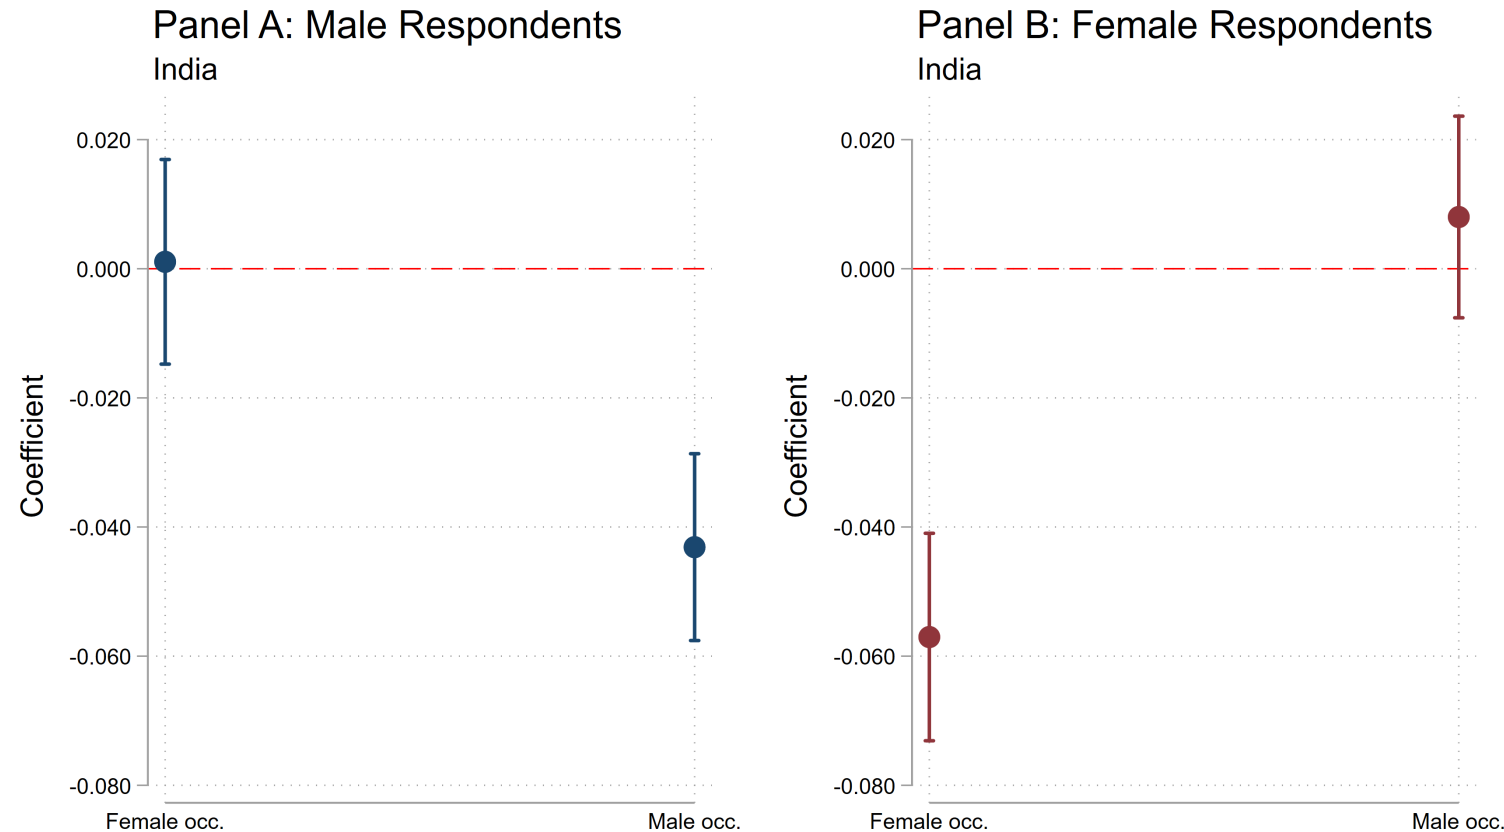 Panel A: Male Respondents
India
0.020
0.000
-0.020
-0.040
-0.060
-0.080
Coefficient
Female occ.
Male occ.
Panel B: Female Respondents
India
0.020
0.000
-0.020
-0.040
-0.060
-0.080
Coefficient
Female occ.
Male occ.